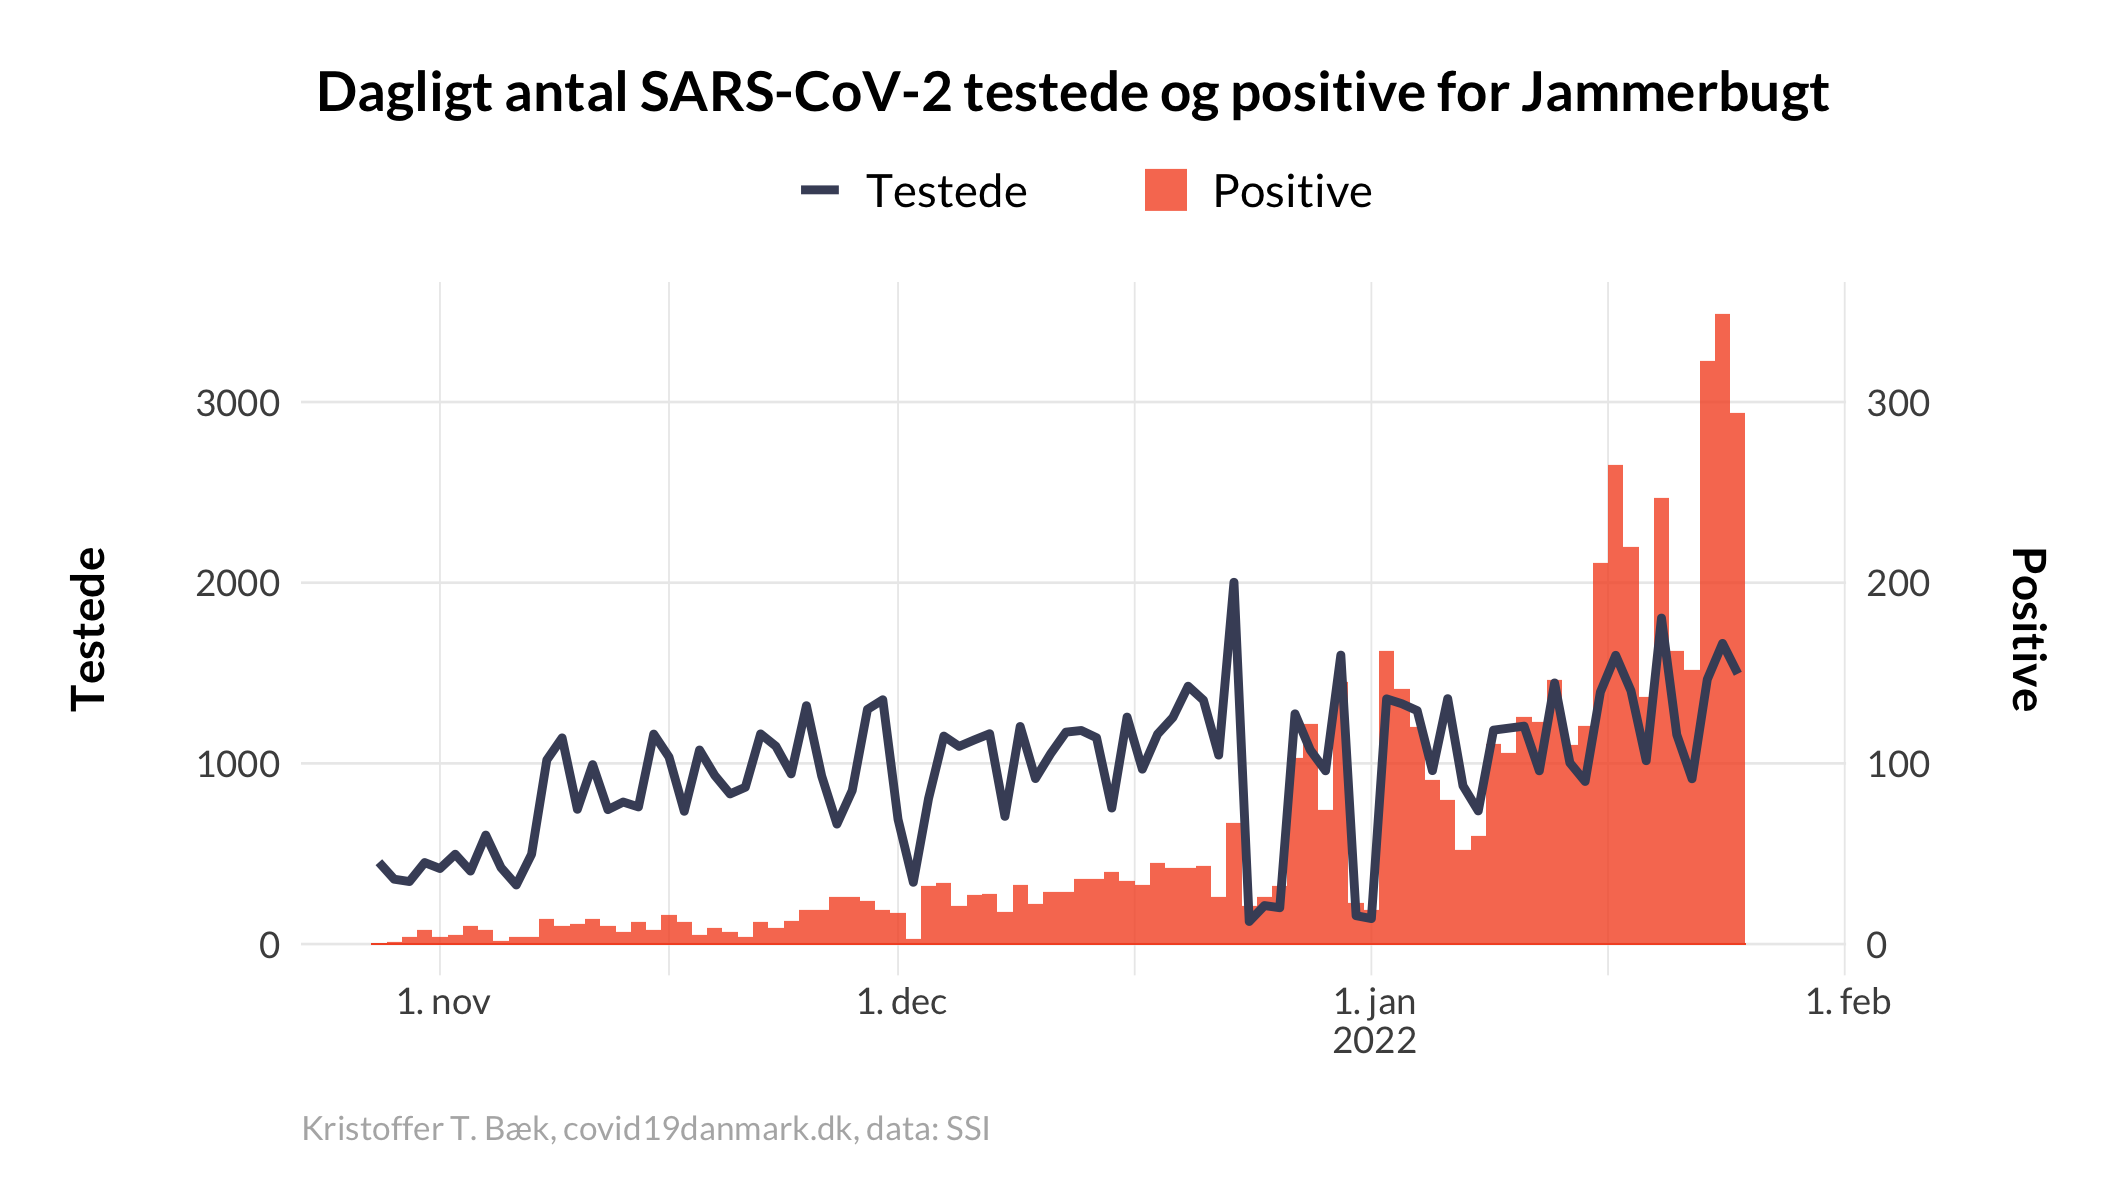 Dagligt antal SARS-CoV-2 testede og positive for Jammerbugt
Testede
Positive
3000
2000
1000
0
Testede
300
200
100
0
Positive
1. nov
1. dec
1. jan
2022
1. feb
Kristoffer T. Bæk, covid19danmark.dk, data: SSI